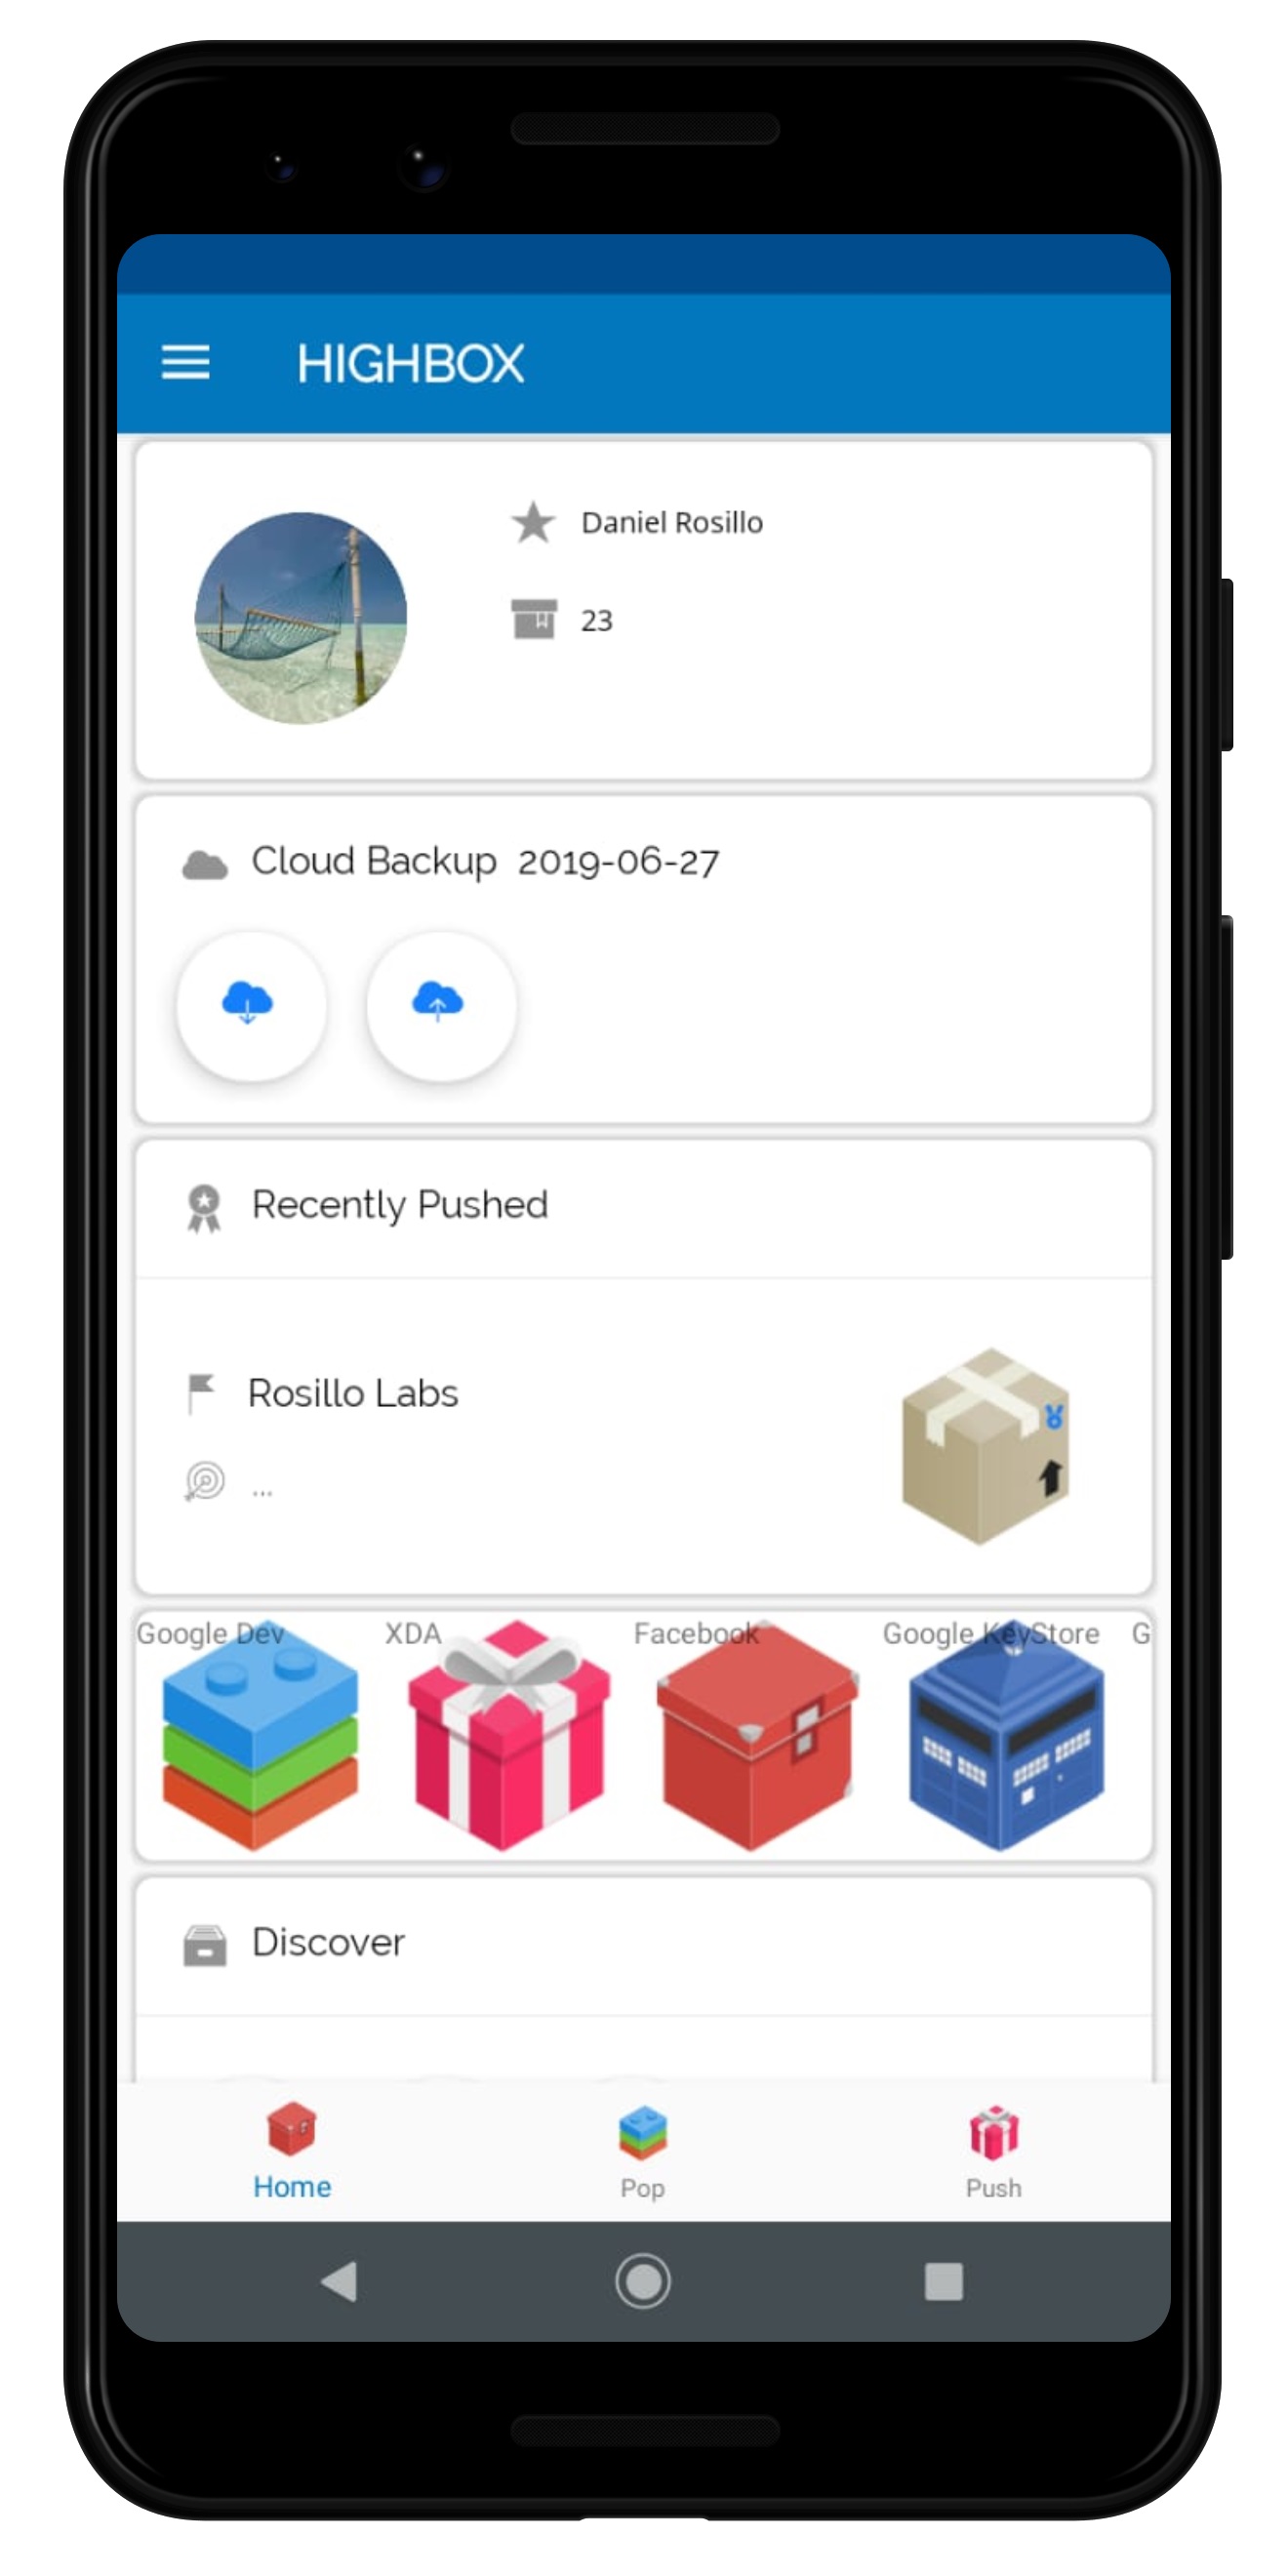 HIGHBOX
Daniel Rosillo
23
Cloud Backup 2019-06-27
Recently Pushed
Rosillo Labs
...
Google Dev XDA Facebook Google KeyStore G
Discover
Home Pop Push